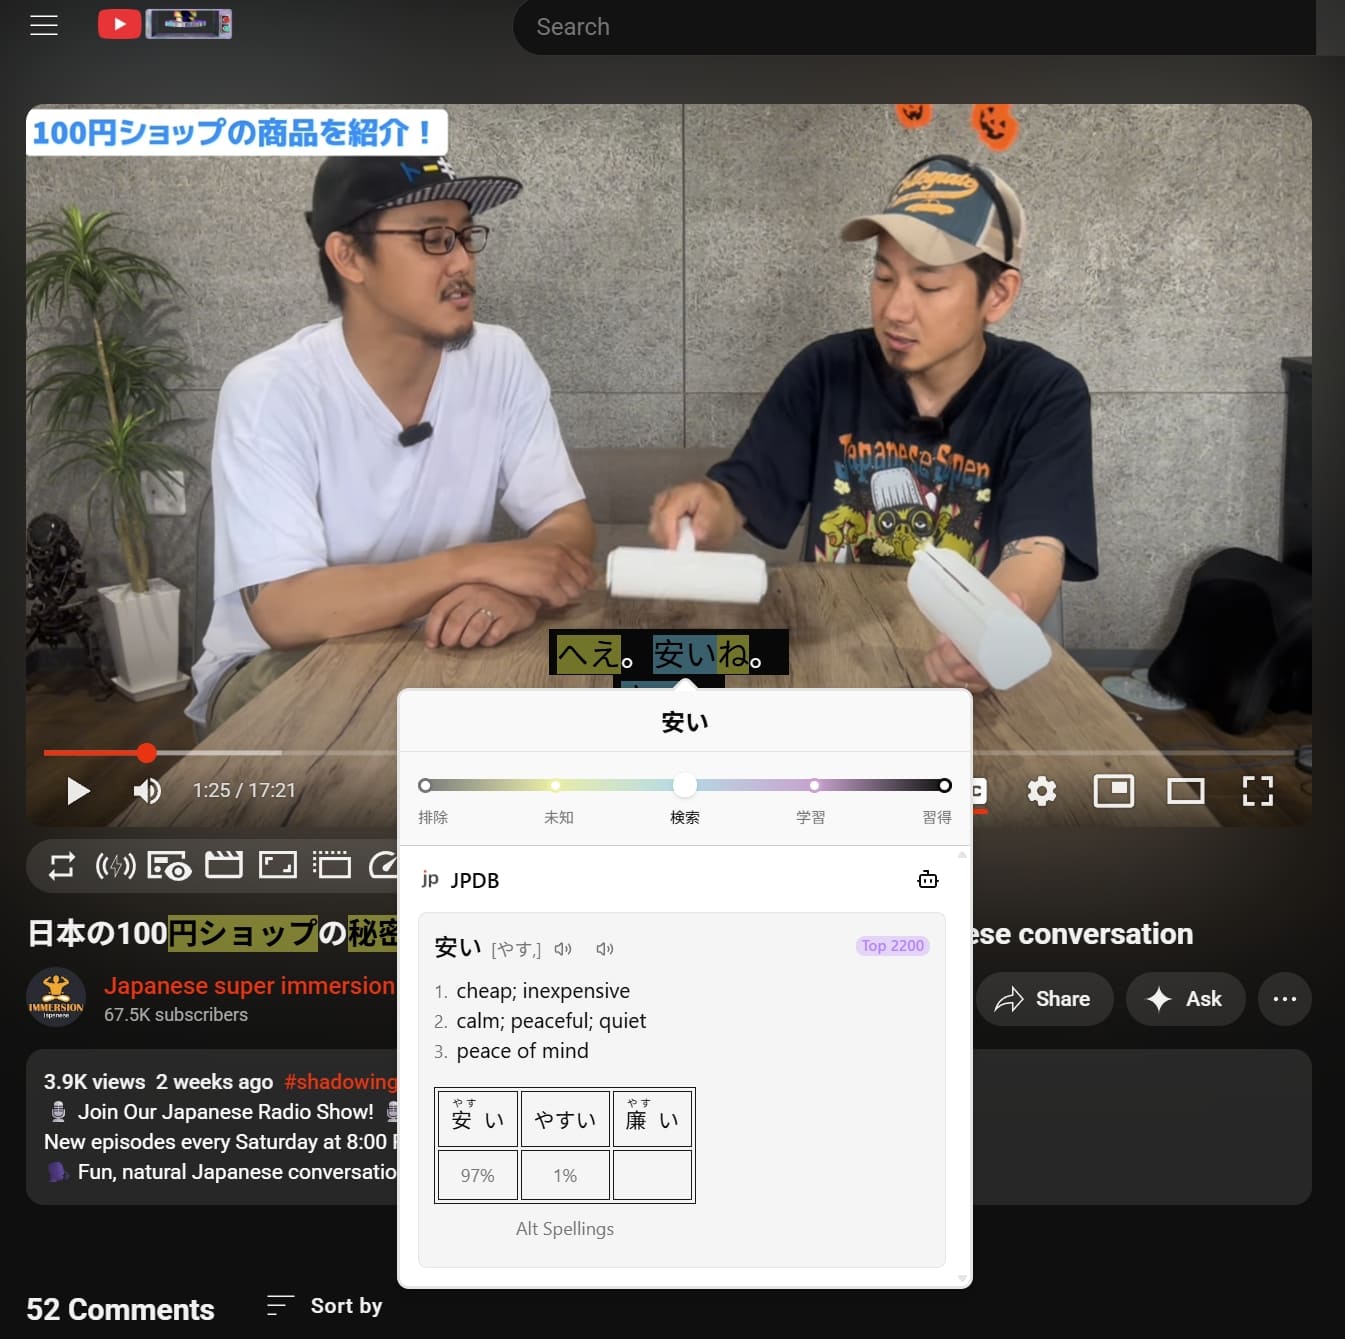 Search
100円ショップの商品を紹介！
Adequate
Japanese Super
へえ。安いね。
安い
排除 未知 検索 学習 習得
1:25 / 17:21
jp JPDB
安い [やす,] Top 2200
1. cheap; inexpensive
2. calm; peaceful; quiet
3. peace of mind
やす やす
安い やすい 廉い
97% 1%
Alt Spellings
日本の100円ショップの秘密
ese conversation
IMMERSION
Japanese
Japanese super immersion
67.5K subscribers
Share Ask
3.9K views 2 weeks ago #shadowing
Join Our Japanese Radio Show!
New episodes every Saturday at 8:00
Fun, natural Japanese conversatio
52 Comments Sort by